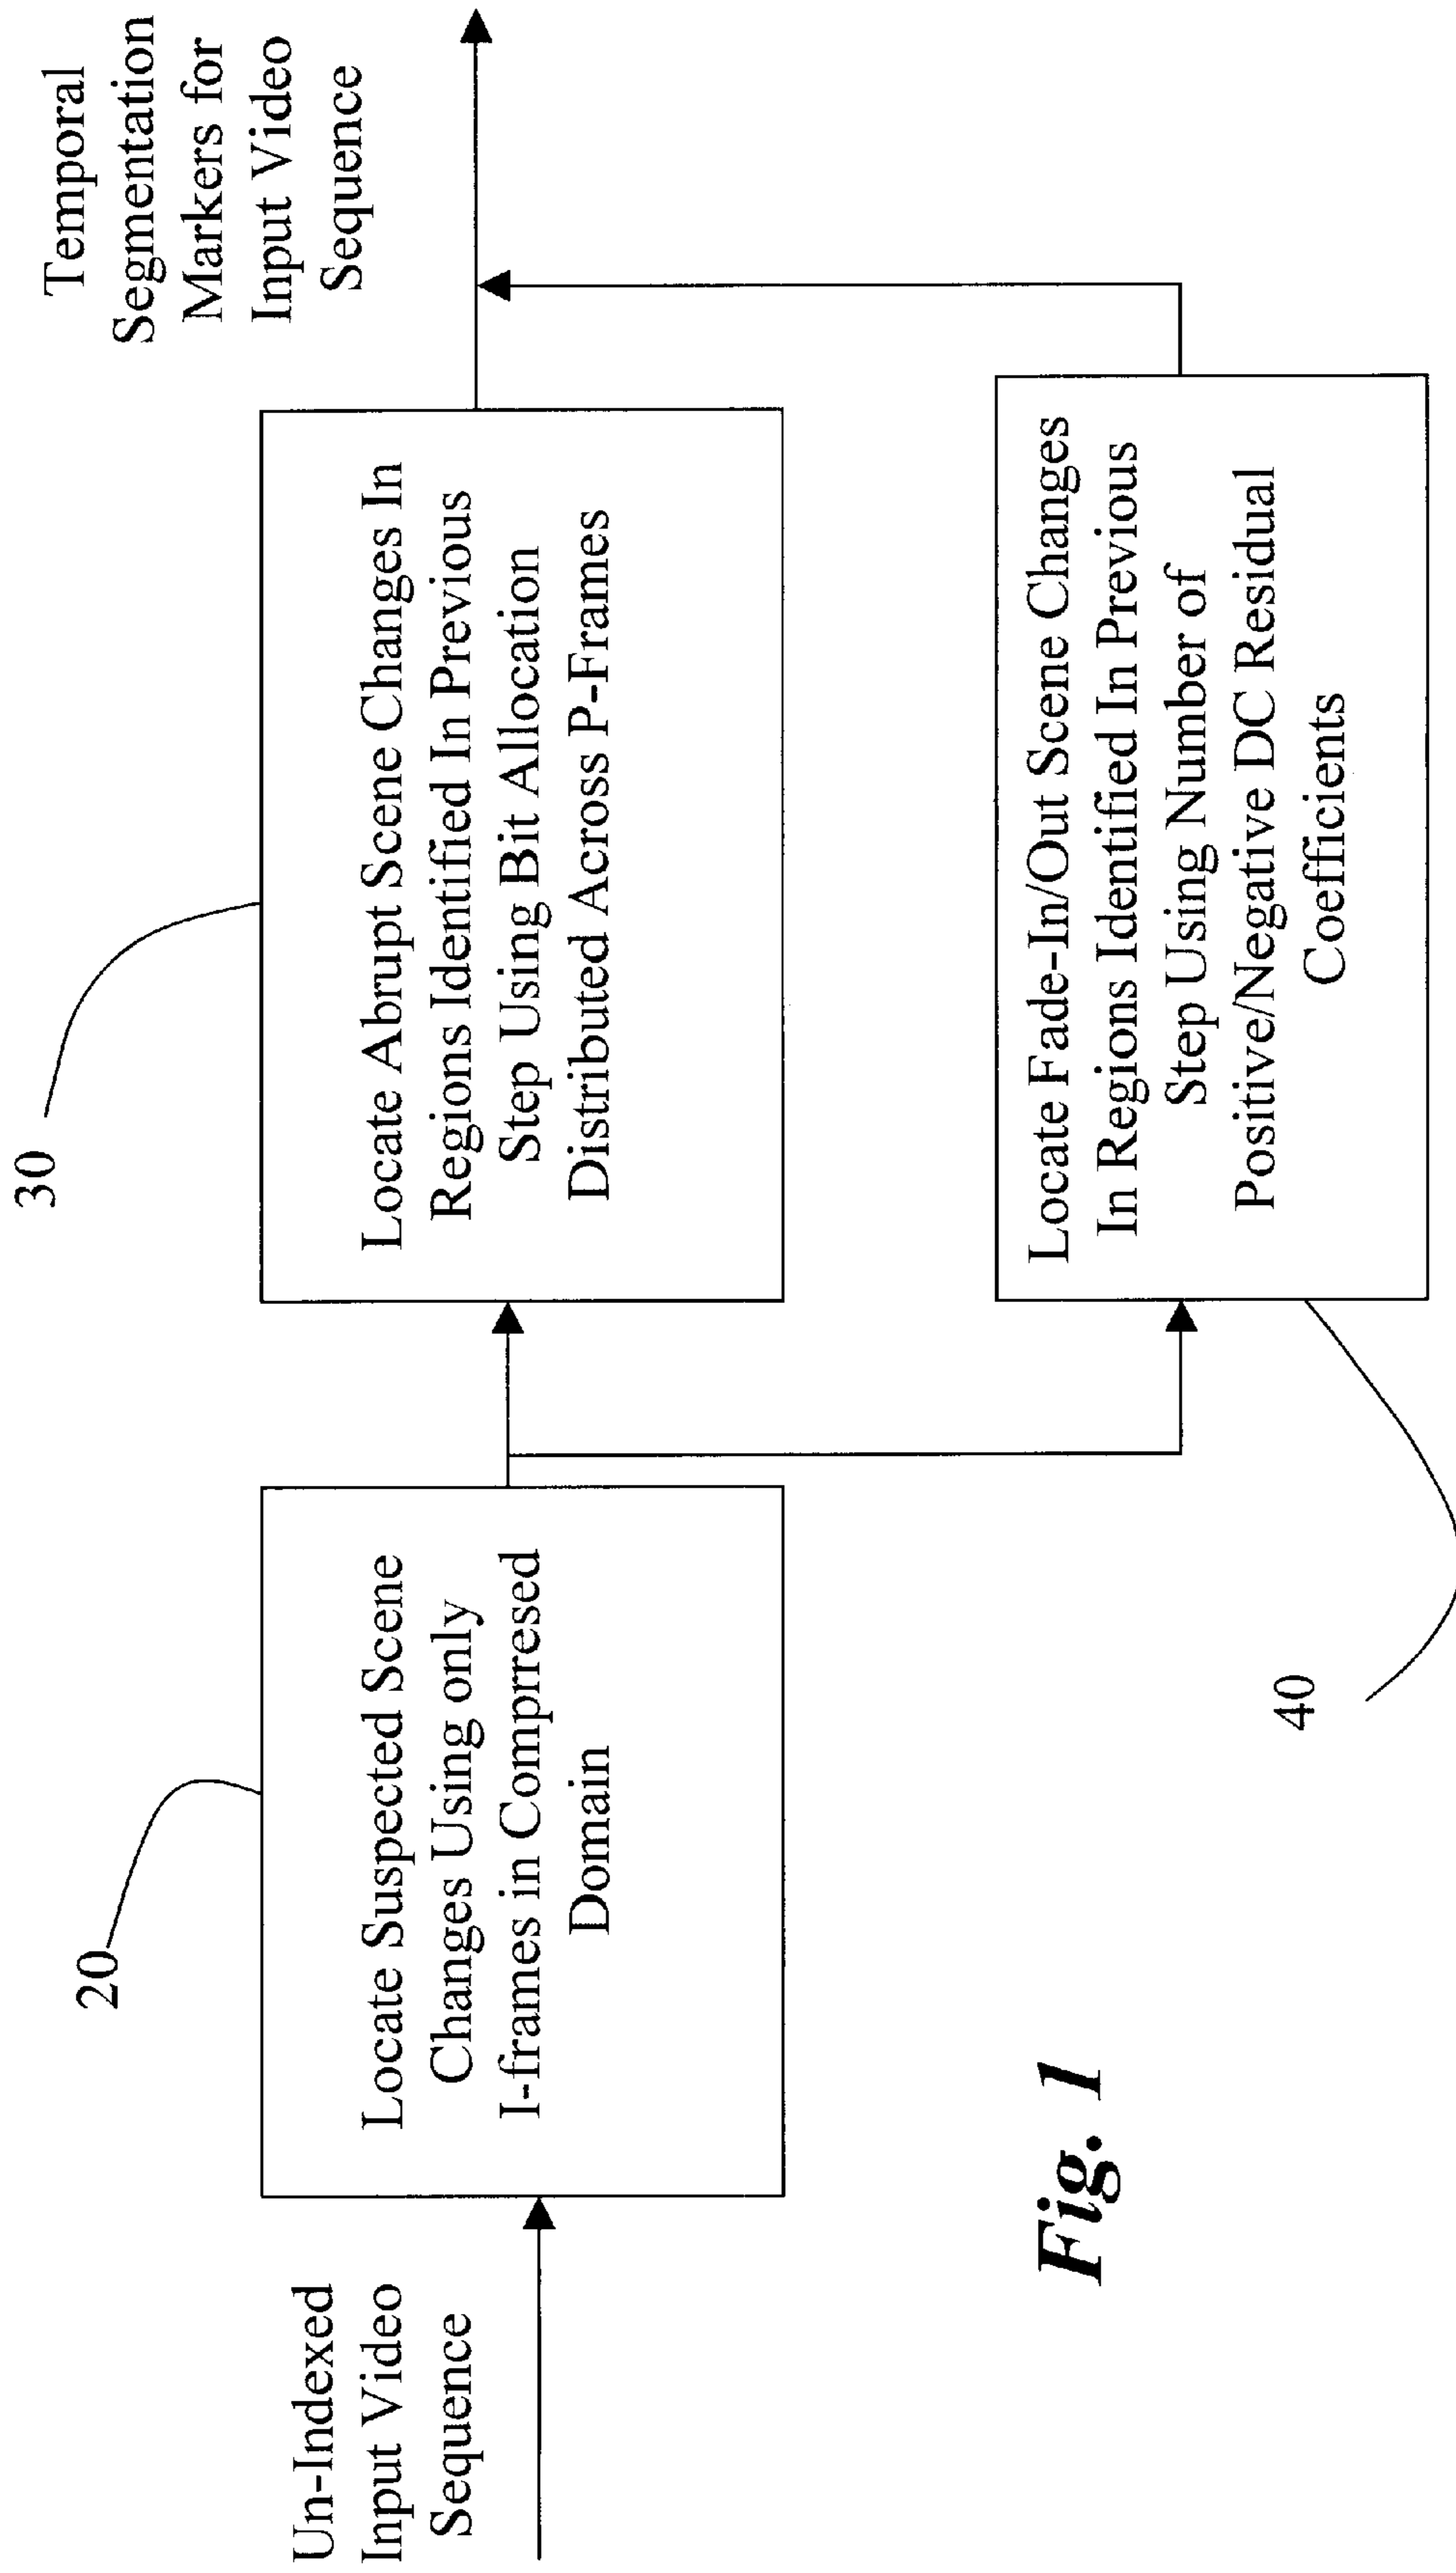 Un-Indexed
Input Video
Sequence
20
Locate Suspected Scene
Changes Using only
I-frames in Compresed
Domain
30
Locate Abrupt Scene Changes In
Regions Identified In Previous
Step Using Bit Allocation
Distributed Across P-Frames
Temporal
Segmentation
Markers for
Input Video
Sequence
40
Locate Fade-In/Out Scene Changes
In Regions Identified In Previous
Step Using Number of
Positive/Negative DC Residual
Coefficients
Fig. 1